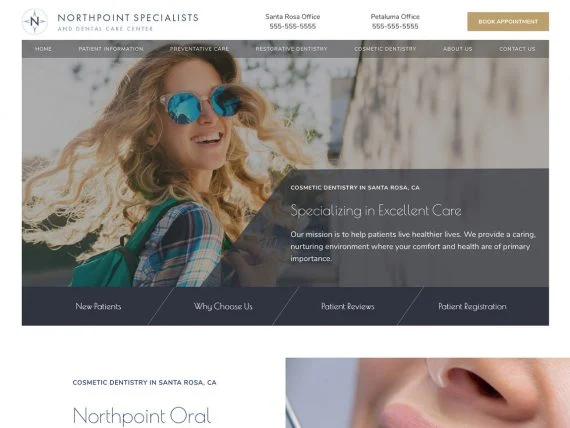 NORTHPOINT SPECIALISTS
AND DENTAL CARE CENTER
N
Santa Rosa Office
555-555-5555
Petaluma Office
555-555-5555
BOOK APPOINTMENT
HOME PATIENT INFORMATION PREVENTATIVE CARE RESTORATIVE DENTISTRY COSMETIC DENTISTRY ABOUT US CONTACT US
COSMETIC DENTISTRY IN SANTA ROSA, CA
Specializing in Excellent Care
Our mission is to help patients live healthier lives. We provide a caring,
nurturing environment where your comfort and health are of primary
importance.
New Patients Why Choose Us Patient Reviews Patient Registration
COSMETIC DENTISTRY IN SANTA ROSA, CA
Northpoint Oral